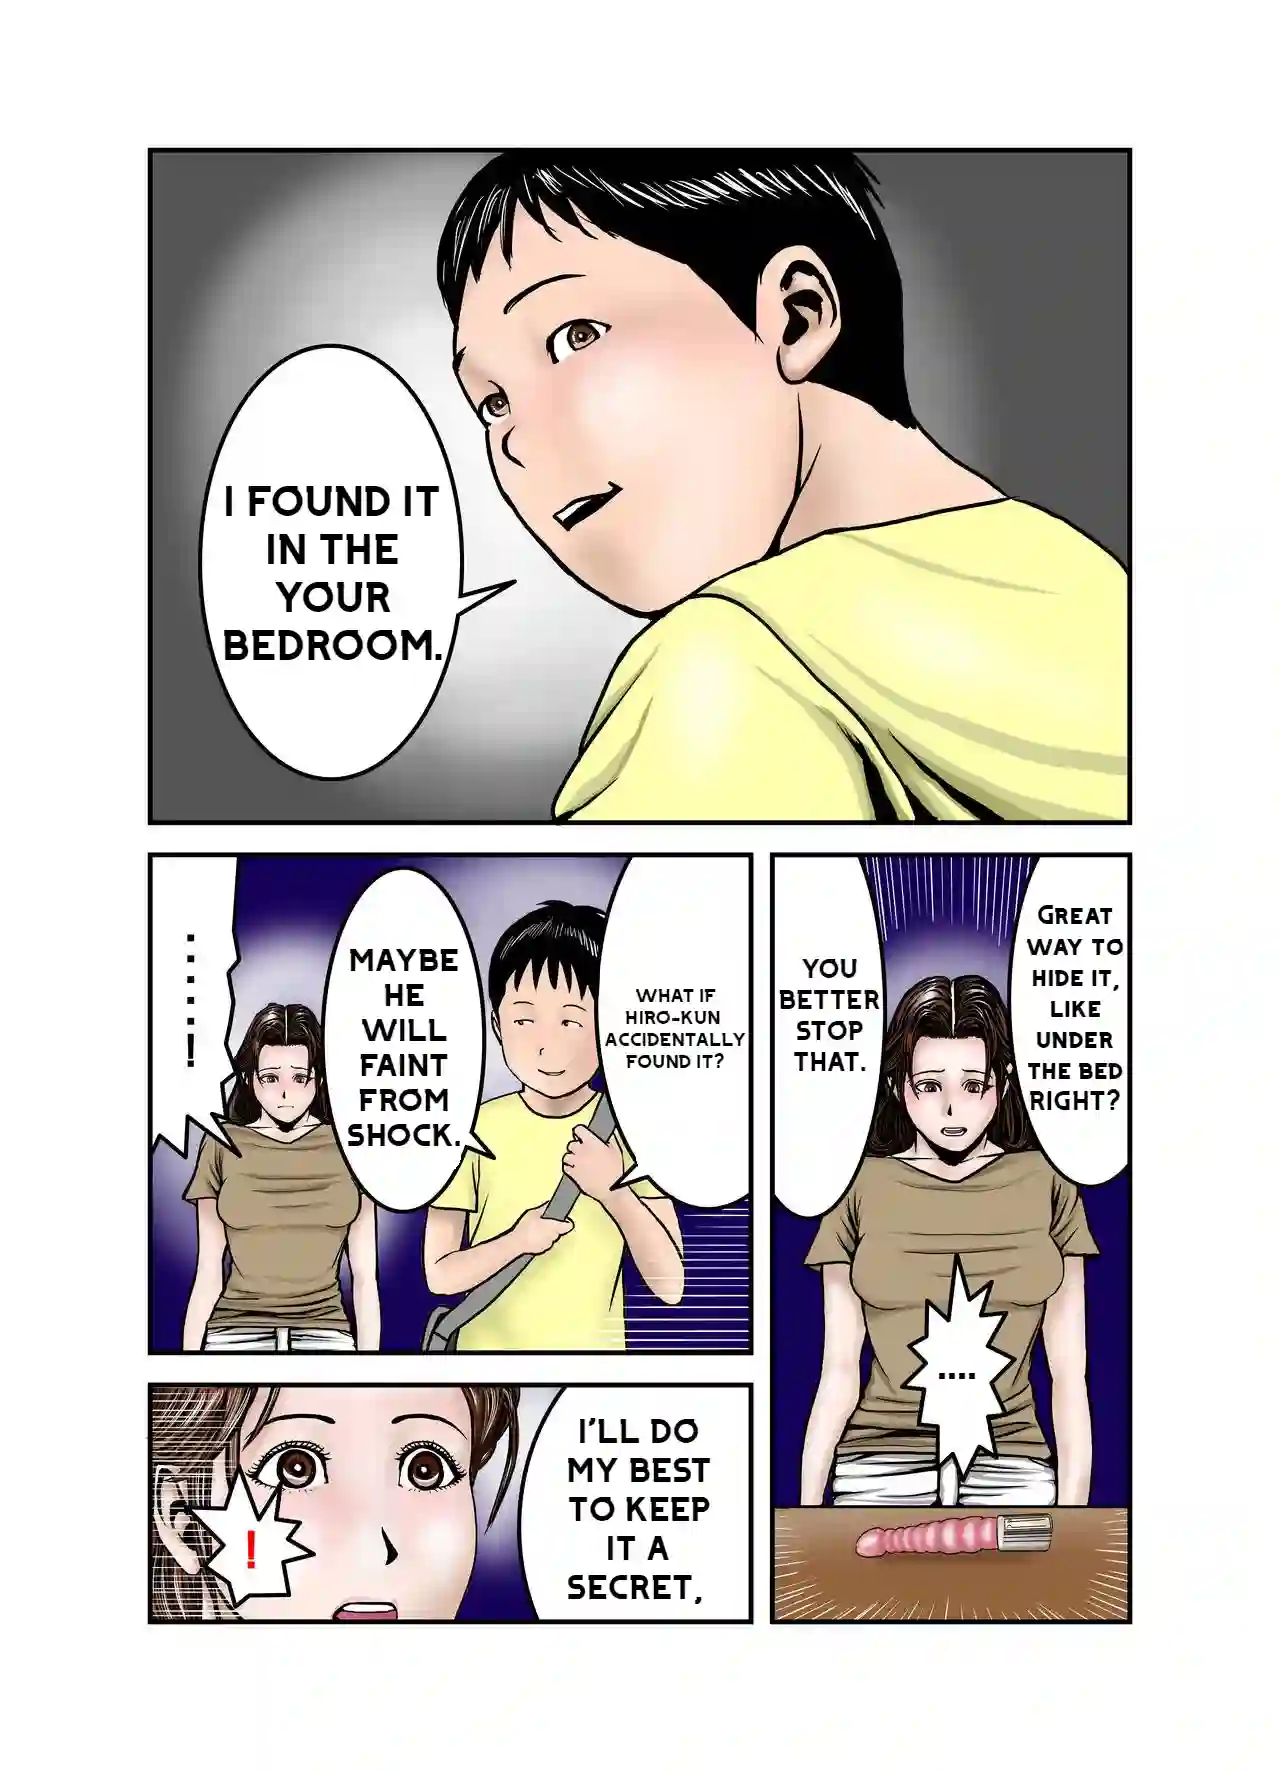 I FOUND IT
IN THE
YOUR
BEDROOM.
GREAT
WAY TO
HIDE IT,
LIKE
UNDER
THE BED
RIGHT?
YOU
BETTER
STOP
THAT.
....
WHAT IF
HIRO-KUN
ACCIDENTALLY
FOUND IT?
MAYBE
HE
WILL
FAINT
FROM
SHOCK.
......!
I'LL DO
MY BEST
TO KEEP
IT A
SECRET,
!